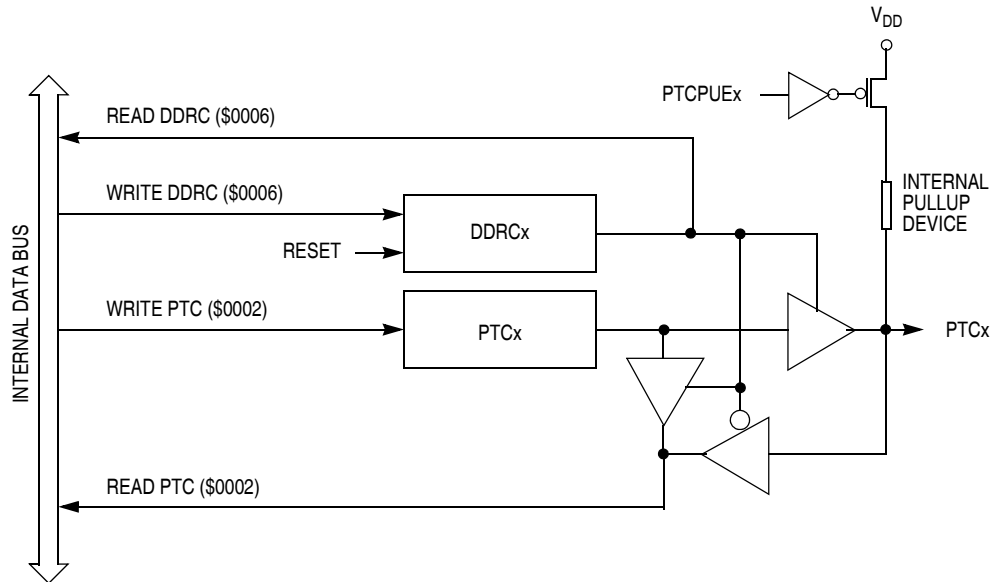 VDD
PTCPUEx
READ DDRC ($0006)
WRITE DDRC ($0006)
INTERNAL
PULLUP
DEVICE
DDRCx
RESET
WRITE PTC ($0002)
PTCx
PTCx
INTERNAL DATA BUS
READ PTC ($0002)